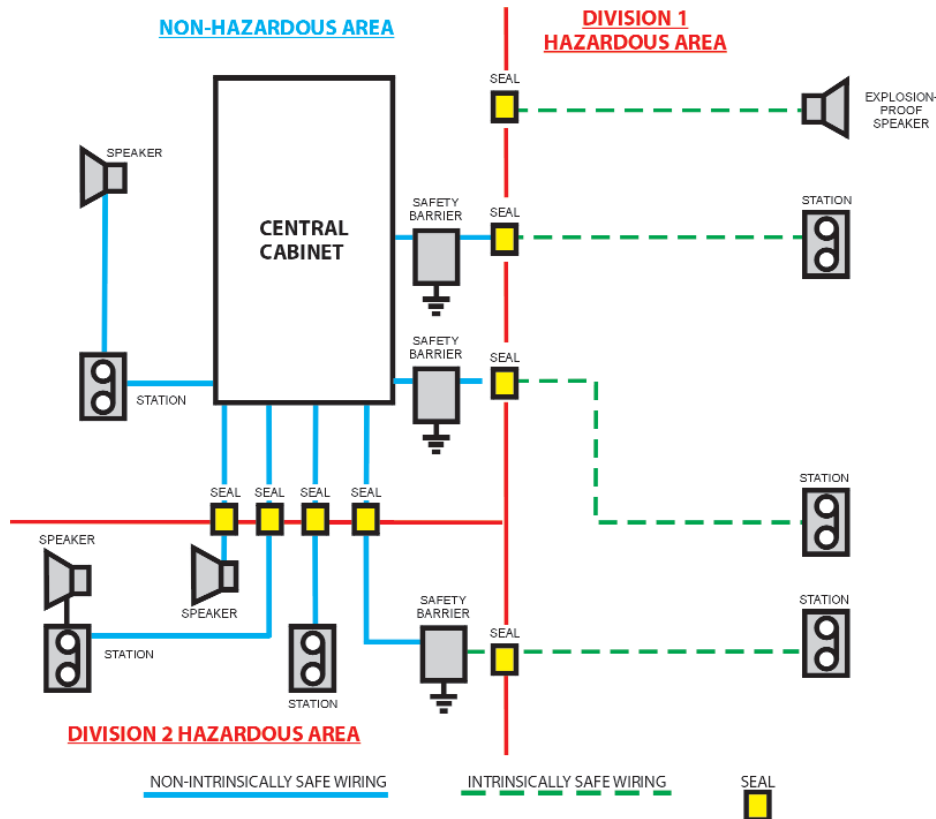 NON-HAZARDOUS AREA
DIVISION 1
HAZARDOUS AREA
SEAL
EXPLOSION-
PROOF
SPEAKER
SPEAKER
CENTRAL
CABINET
SAFETY
BARRIER
SEAL
STATION
SAFETY
BARRIER
SEAL
STATION
SEAL
SEAL
SEAL
SEAL
STATION
SPEAKER
SPEAKER
SAFETY
BARRIER
SEAL
STATION
STATION
STATION
DIVISION 2 HAZARDOUS AREA
NON-INTRINSICALLY SAFE WIRING
INTRINSICALLY SAFE WIRING
SEAL